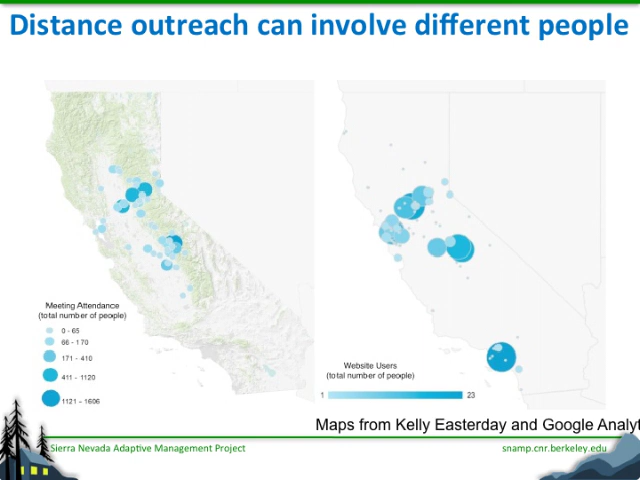 Distance outreach can involve different people
Meeting Attendance
(total number of people)
0 - 65
66 - 170
171 - 410
411 - 1120
1121 - 1606
Website Users
(total number of people)
1 23
Maps from Kelly Easterday and Google Analyt
Sierra Nevada Adaptive Management Project snamp.cnr.berkeley.edu